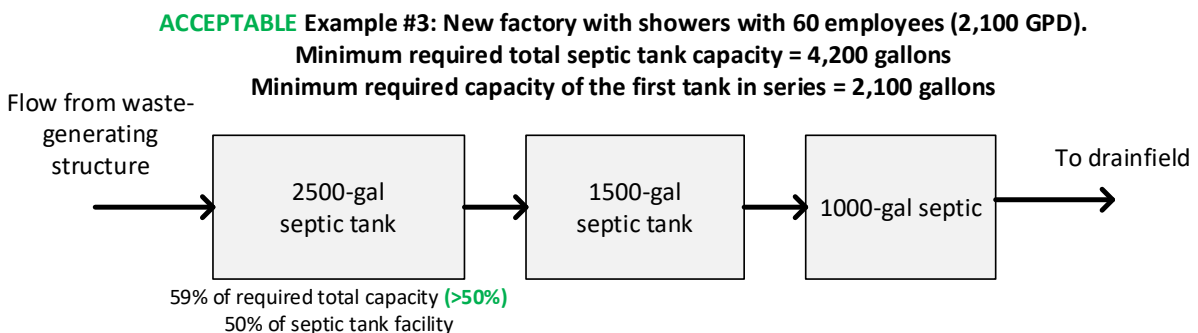 ACCEPTABLE Example #3: New factory with showers with 60 employees (2,100 GPD).
Minimum required total septic tank capacity = 4,200 gallons
Minimum required capacity of the first tank in series = 2,100 gallons
Flow from waste-
generating
structure
2500-gal
septic tank
1500-gal
septic tank
1000-gal septic
To drainfield
59% of required total capacity (>50%)
50% of septic tank facility